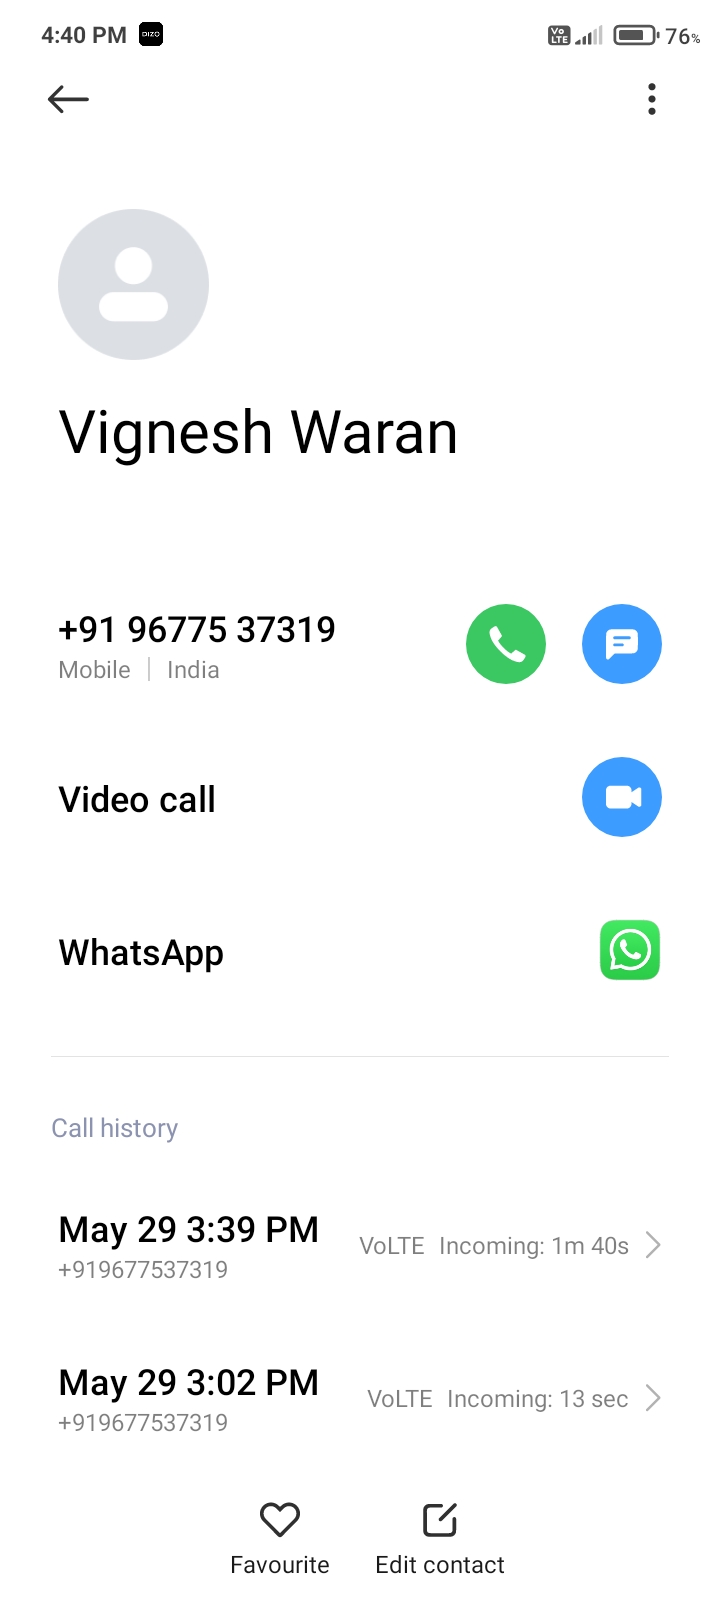 4:40 PM DIZO Vo LTE 76%
Vignesh Waran
+91 96775 37319
Mobile India
Video call
WhatsApp
Call history
May 29 3:39 PM VoLTE Incoming: 1m 40s
+919677537319
May 29 3:02 PM VoLTE Incoming: 13 sec
+919677537319
Favourite Edit contact